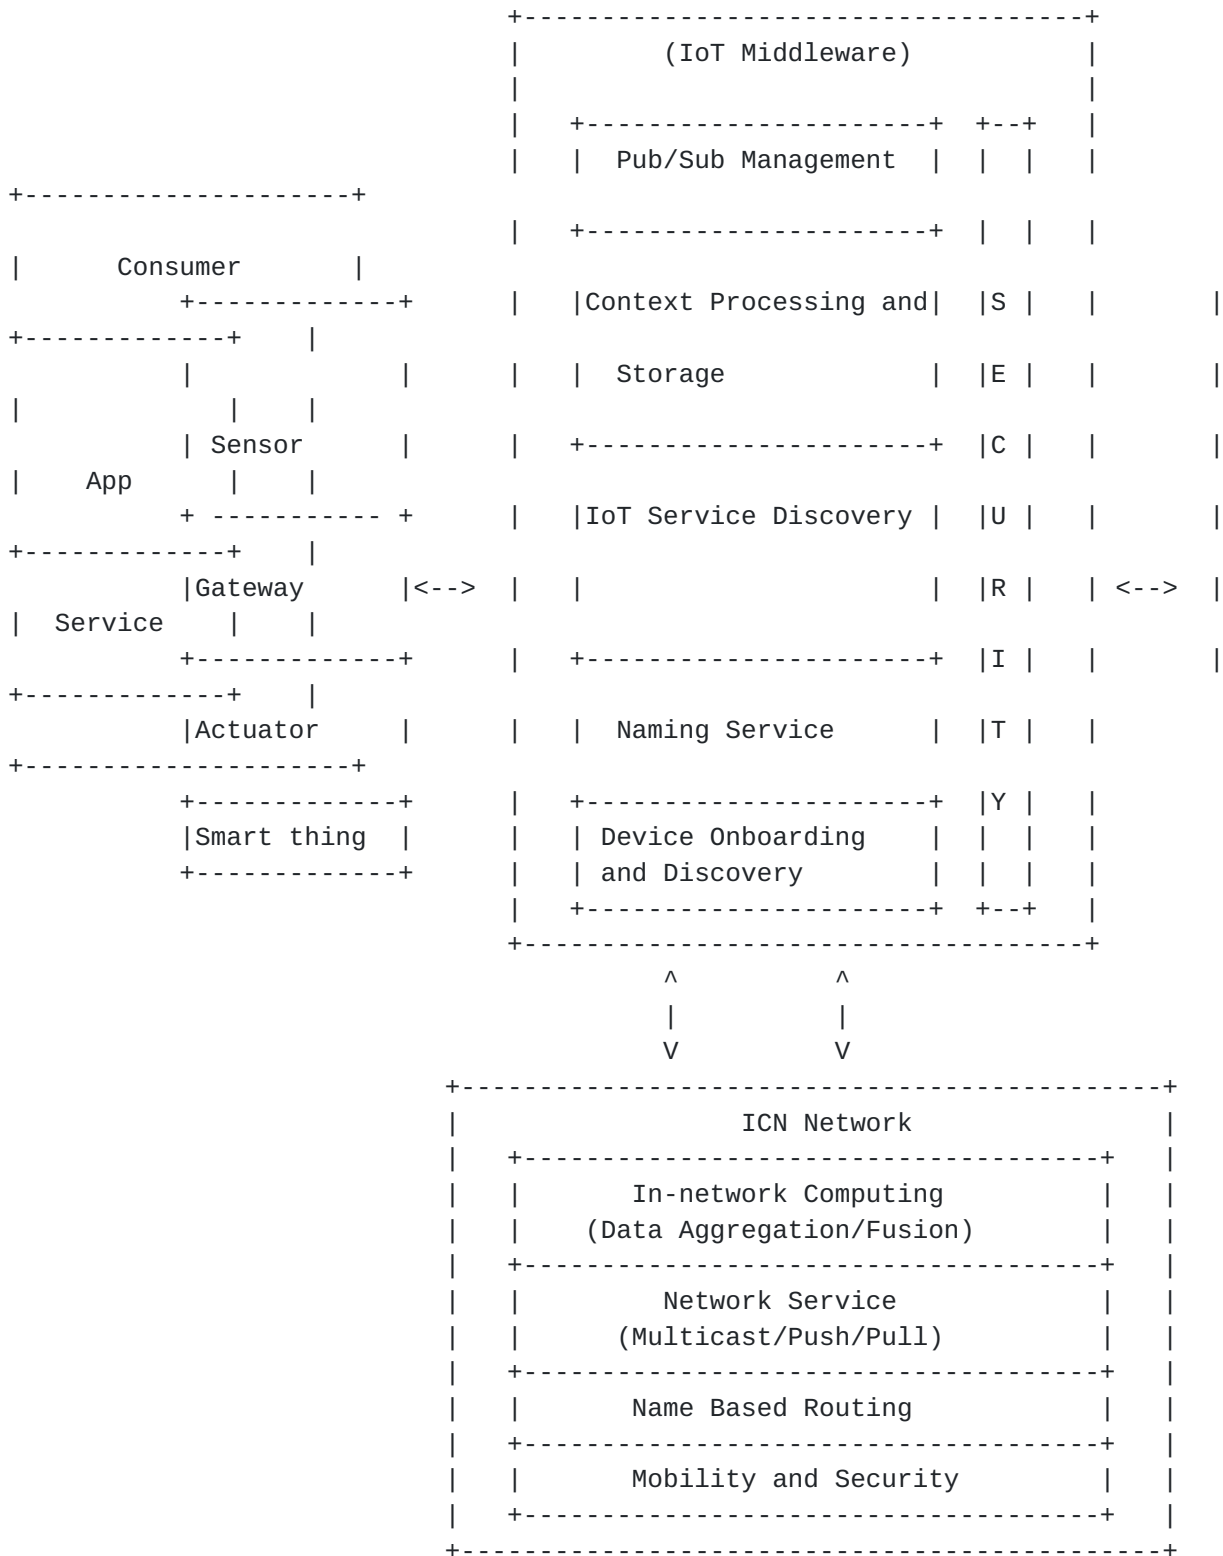 (IoT Middleware)
Pub/Sub Management
Consumer
Context Processing and
S
Storage
E
Sensor
C
App
IoT Service Discovery
U
Gateway
<-->
R
<-->
Service
I
Actuator
Naming Service
T
Y
Smart thing
Device Onboarding
and Discovery
^ ^
V V
ICN Network
In-network Computing
(Data Aggregation/Fusion)
Network Service
(Multicast/Push/Pull)
Name Based Routing
Mobility and Security